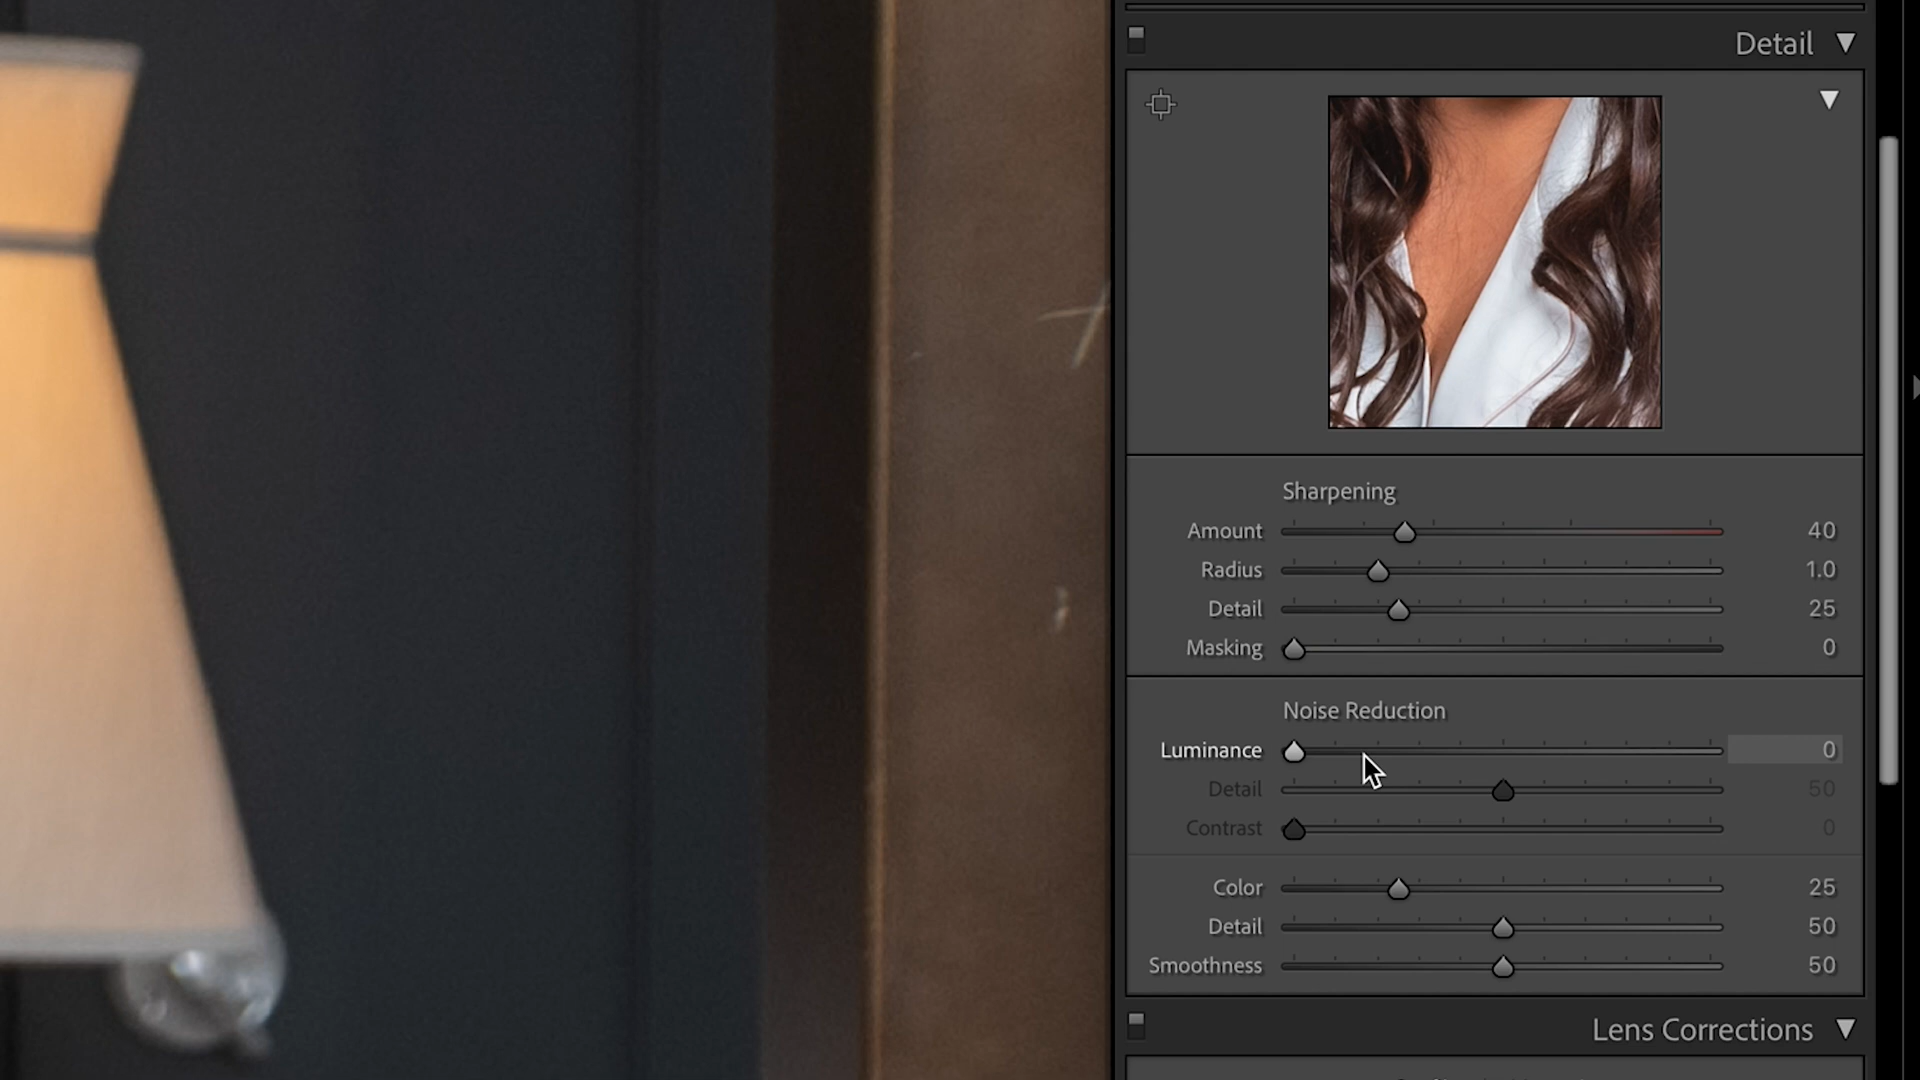 Detail
Sharpening
Amount 40
Radius 1.0
Detail 25
Masking 0
Noise Reduction
Luminance 0
Detail 50
Contrast 0
Color 25
Detail 50
Smoothness 50
Lens Corrections